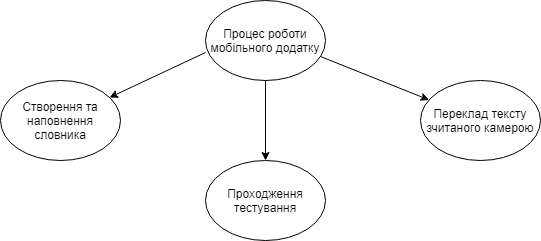 Процес роботи
мобільного додатку
Створення та
наповнення
словника
Переклад тексту
зчитаного камерою
Проходження
тестування